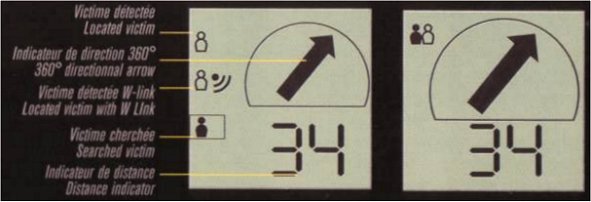 Victime détectée
Located victim
Indicateur de direction 360°
360° directionnal arrow
Victime détectée W-link
Located victim with W Link
Victime cherchée
Searched victim
Indicateur de distance
Distance indicator
34
34